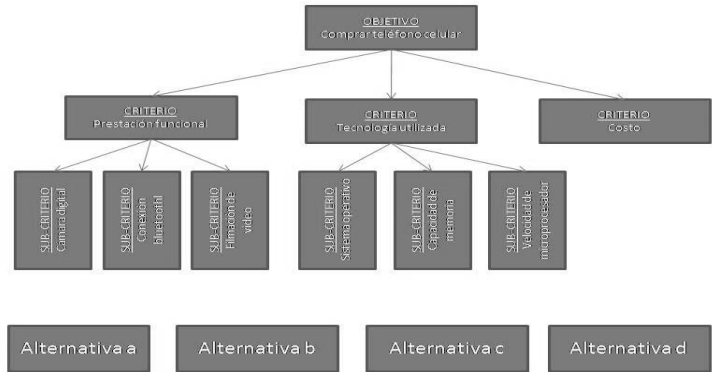 OBJETIVO
Comprar teléfono celular
CRITERIO
Prestación funcional
CRITERIO
Tecnología utilizada
CRITERIO
Costo
SUB-CRITERIO
Camara digital
SUB-CRITERIO
Conexión
bluetoohl
SUB-CRITERIO
Filmación de
video
SUB-CRITERIO
Sistema operativo
SUB-CRITERIO
Capacidad de
memoria
SUB-CRITERIO
Velocidad de
microprocesador
Alternativa a
Alternativa b
Alternativa c
Alternativa d